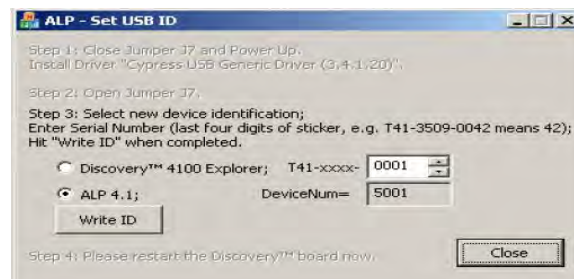 ALP - Set USB ID
Step 1: Close Jumper J7 and Power Up.
Install Driver "Cypress USB Generic Driver (3.4.1.20)".
Step 2: Open Jumper J7.
Step 3: Select new device identification;
Enter Serial Number (last four digits of sticker, e.g. T41-3509-0042 means 42);
Hit "Write ID" when completed.
Discovery™ 4100 Explorer; T41-xxxx- 0001
ALP 4.1; DeviceNum= 5001
Write ID
Step 4: Please restart the Discovery™ board now. Close